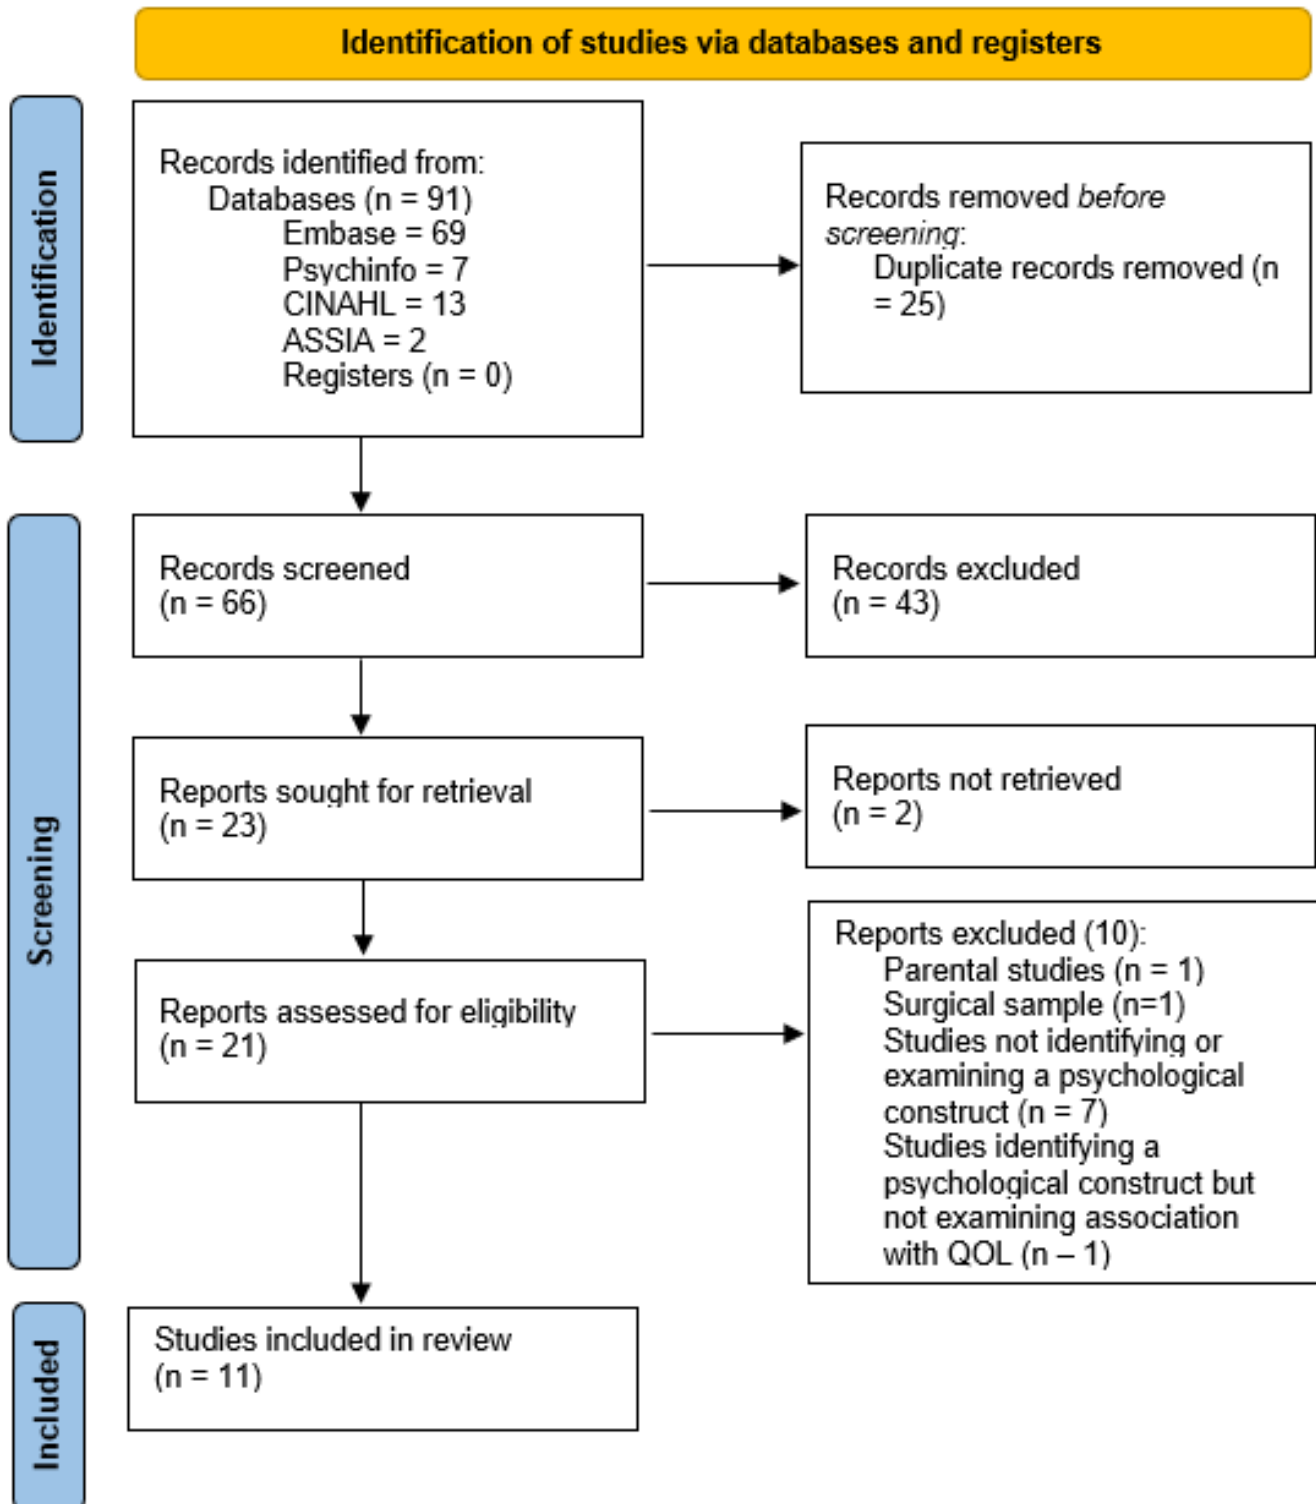 Identification of studies via databases and registers
Identification
Records identified from:
Databases (n = 91)
Embase = 69
Psychinfo = 7
CINAHL = 13
ASSIA = 2
Registers (n = 0)
Records removed before
screening:
Duplicate records removed (n
= 25)
Screening
Records screened
(n = 66)
Records excluded
(n = 43)
Reports sought for retrieval
(n = 23)
Reports not retrieved
(n = 2)
Reports assessed for eligibility
(n = 21)
Reports excluded (10):
Parental studies (n = 1)
Surgical sample (n=1)
Studies not identifying or
examining a psychological
construct (n = 7)
Studies identifying a
psychological construct but
not examining association
with QOL (n – 1)
Included
Studies included in review
(n = 11)